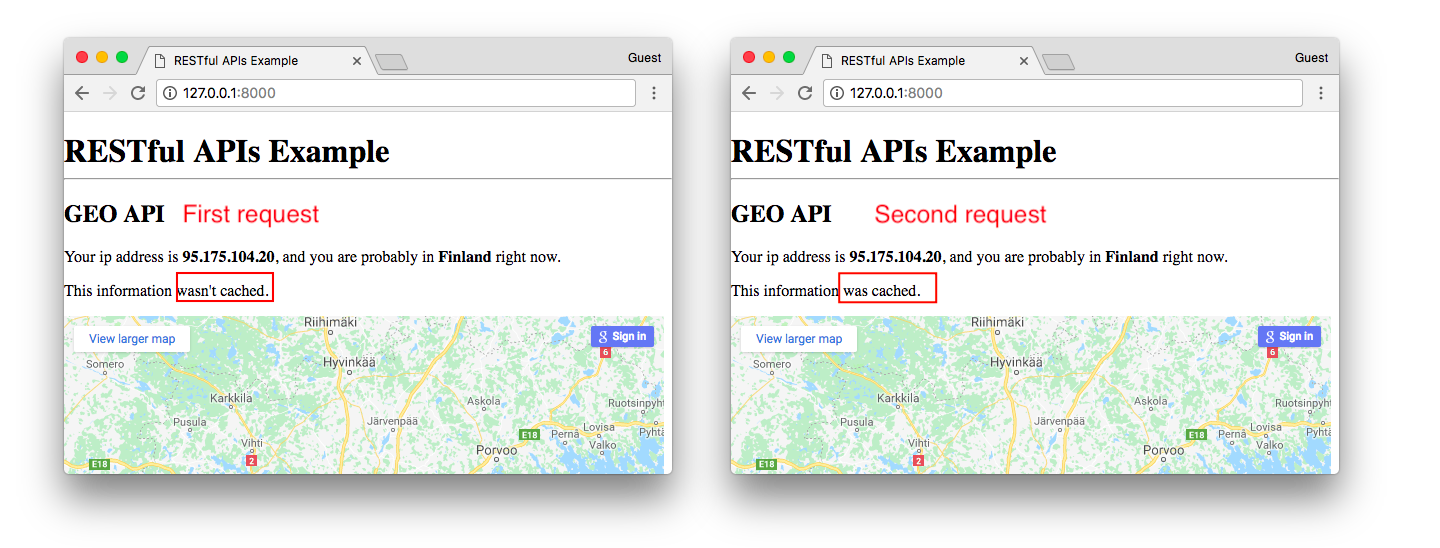 RESTful APIs Example
Guest
127.0.0.1:8000
RESTful APIs Example
GEO API First request
Your ip address is 95.175.104.20, and you are probably in Finland right now.
This information wasn't cached.
View larger map
Riihimäki
Sign in
6
Somero
Hyvinkää
Karkkila
Askola
Ruotsinpyht
Pusula
Järvenpää
Lovisa
Pyhtä
E18
Pernå
Vihti
Valko
Porvoo
E18
2
RESTful APIs Example
Guest
127.0.0.1:8000
RESTful APIs Example
GEO API Second request
Your ip address is 95.175.104.20, and you are probably in Finland right now.
This information was cached.
View larger map
Riihimäki
Sign in
6
Somero
Hyvinkää
Karkkila
Askola
Ruotsinpyh
Pusula
Järvenpää
Lovisa
Pyht
E18
Pernå
Vihti
Valko
Porvoo
E18
2